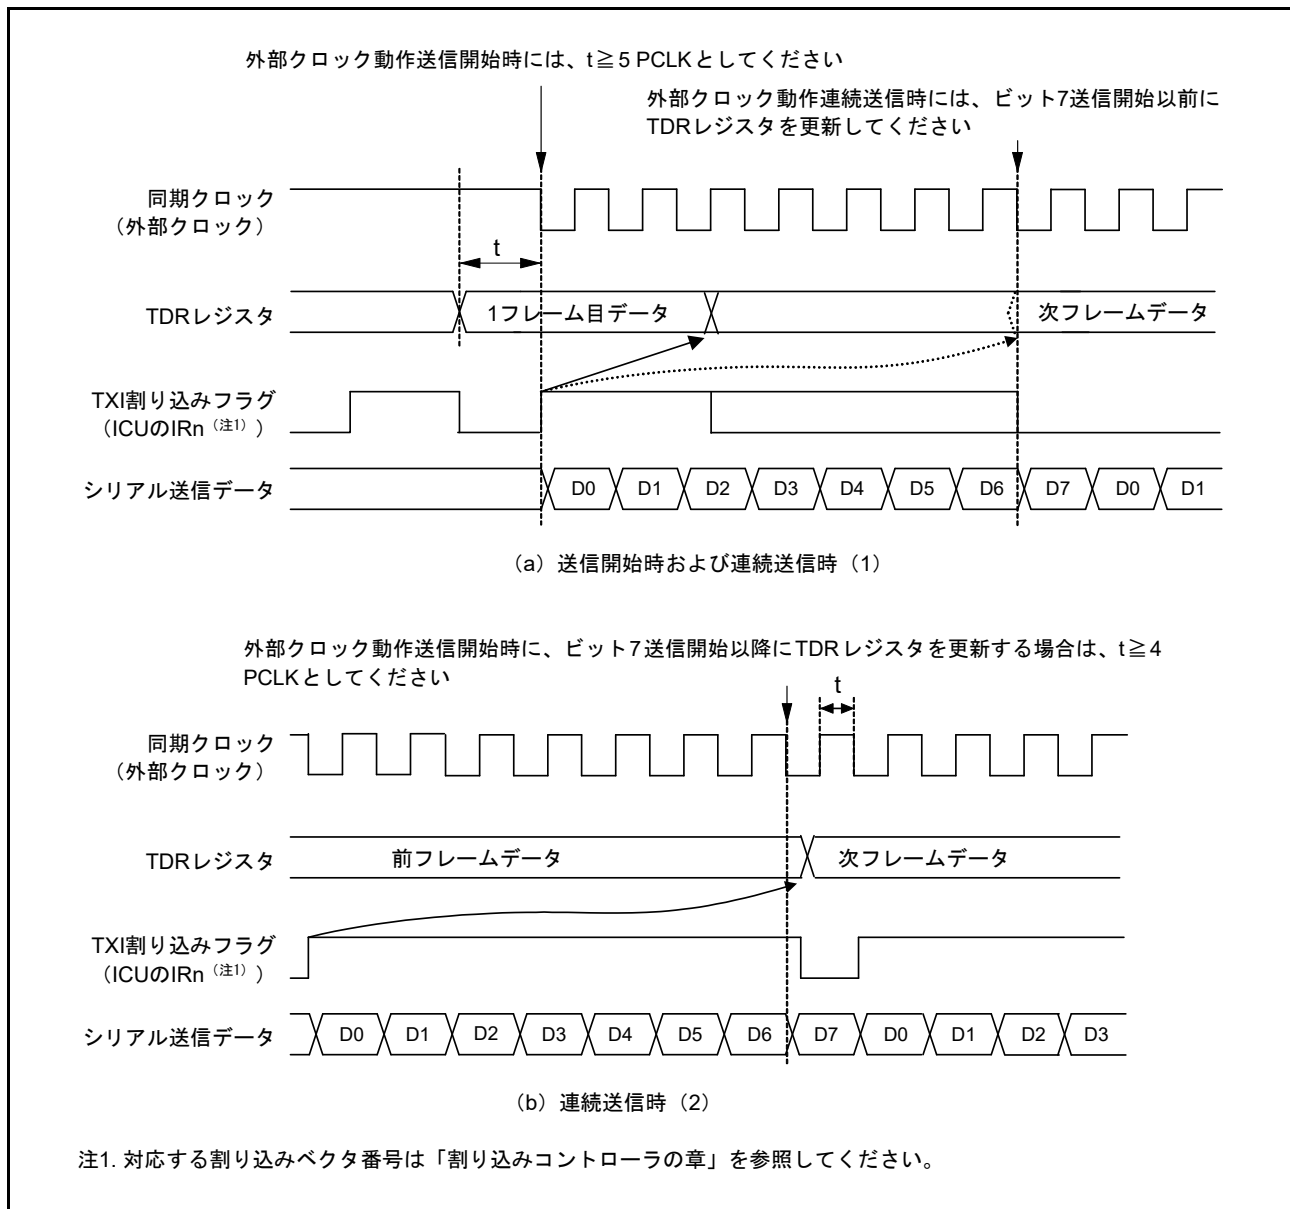 外部クロック動作送信開始時には、t≧5 PCLKとしてください
外部クロック動作連続送信時には、ビット7送信開始以前に
TDRレジスタを更新してください
同期クロック
（外部クロック）
t
TDRレジスタ
1フレーム目データ
次フレームデータ
TXI割り込みフラグ
（ICUのIRn（注1））
シリアル送信データ
D0 D1 D2 D3 D4 D5 D6 D7 D0 D1
（a）送信開始時および連続送信時（1）
外部クロック動作送信開始時に、ビット7送信開始以降にTDRレジスタを更新する場合は、t≧4
PCLKとしてください
t
同期クロック
（外部クロック）
TDRレジスタ
前フレームデータ
次フレームデータ
TXI割り込みフラグ
（ICUのIRn（注1））
シリアル送信データ
D0 D1 D2 D3 D4 D5 D6 D7 D0 D1 D2 D3
（b）連続送信時（2）
注1. 対応する割り込みベクタ番号は「割り込みコントローラの章」を参照してください。